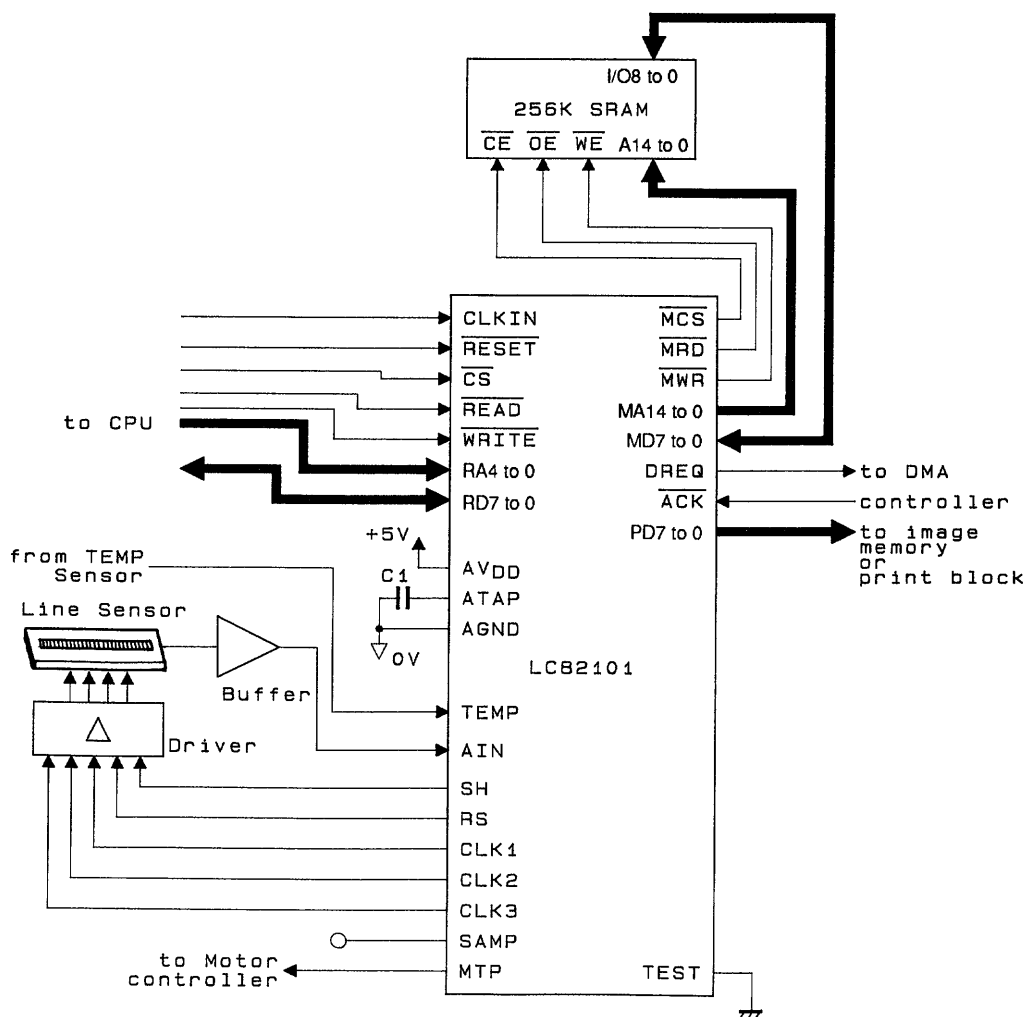 I/O8 to 0
256K SRAM
CE OE WE A14 to 0
CLKIN
RESET
CS
READ
WRITE
RA4 to 0
RD7 to 0
to CPU
MCS
MRD
MWR
MA14 to 0
MD7 to 0
DREQ
ACK
PD7 to 0
to DMA
controller
to image
memory
or
print block
+5V
AVDD
C1
ATAP
AGND
0V
from TEMP
Sensor
Line Sensor
Buffer
Driver
LC82101
TEMP
AIN
SH
RS
CLK1
CLK2
CLK3
SAMP
MTP
to Motor
controller
TEST